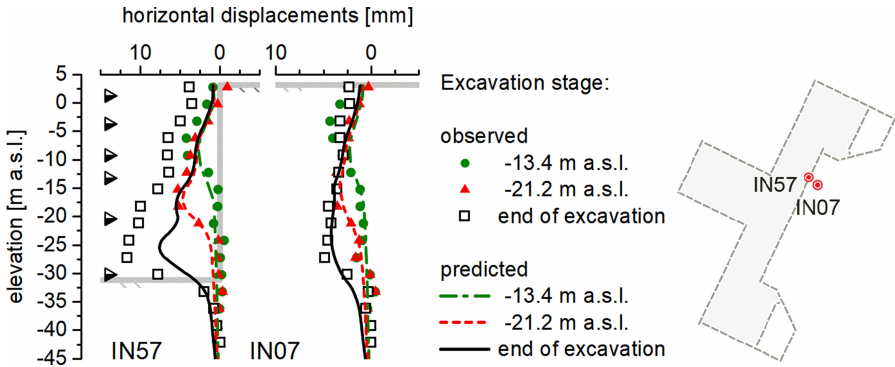 horizontal displacements [mm]
10 0 10 0
5
0
-5
-10
-15
-20
-25
-30
-35
-40
-45
elevation [m a.s.l.]
IN57 IN07
Excavation stage:
observed
-13.4 m a.s.l.
-21.2 m a.s.l.
end of excavation
predicted
-13.4 m a.s.l.
-21.2 m a.s.l.
end of excavation
IN57
IN07